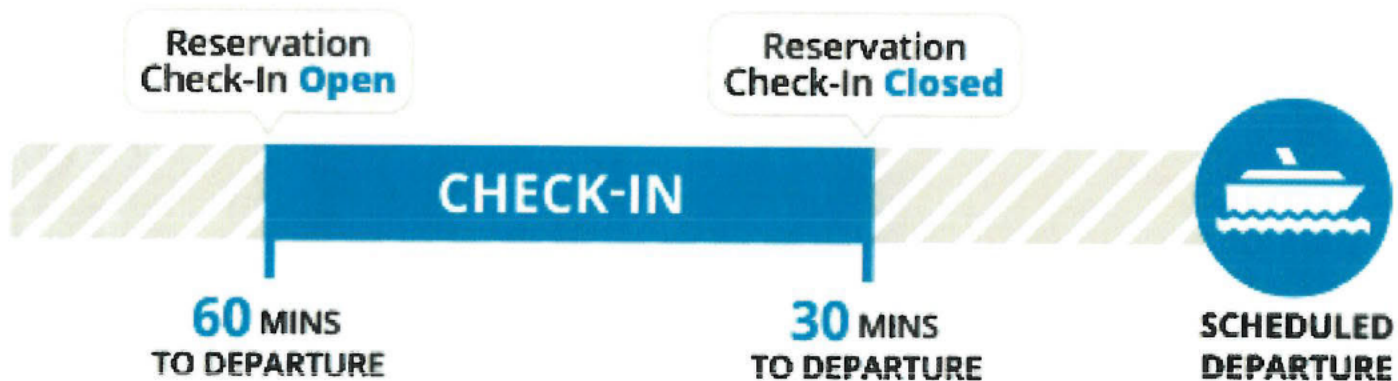 Reservation
Check-In Open
Reservation
Check-In Closed
CHECK-IN
60 MINS
TO DEPARTURE
30 MINS
TO DEPARTURE
SCHEDULED
DEPARTURE